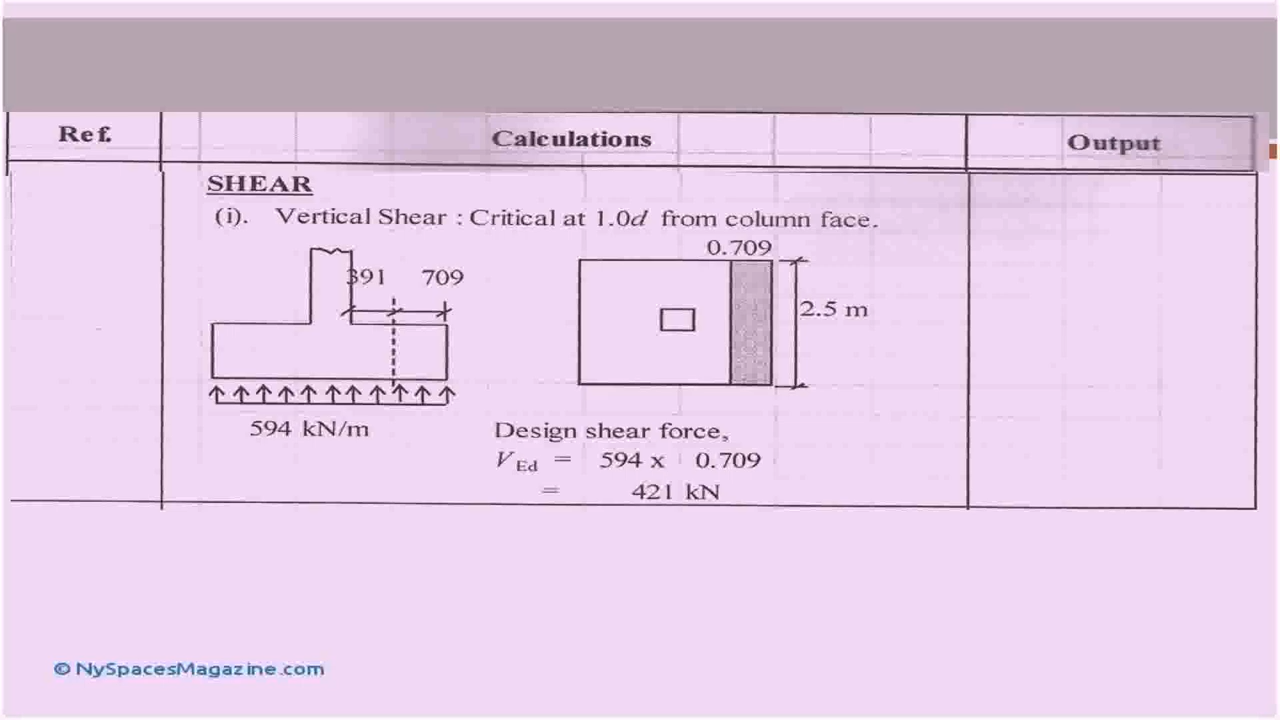 Ref.
Calculations
Output
SHEAR
(i). Vertical Shear : Critical at 1.0d from column face.
0.709
391 709
2.5 m
594 kN/m
Design shear force,
V Ed = 594 x 0.709
= 421 kN
© NySpacesMagazine.com